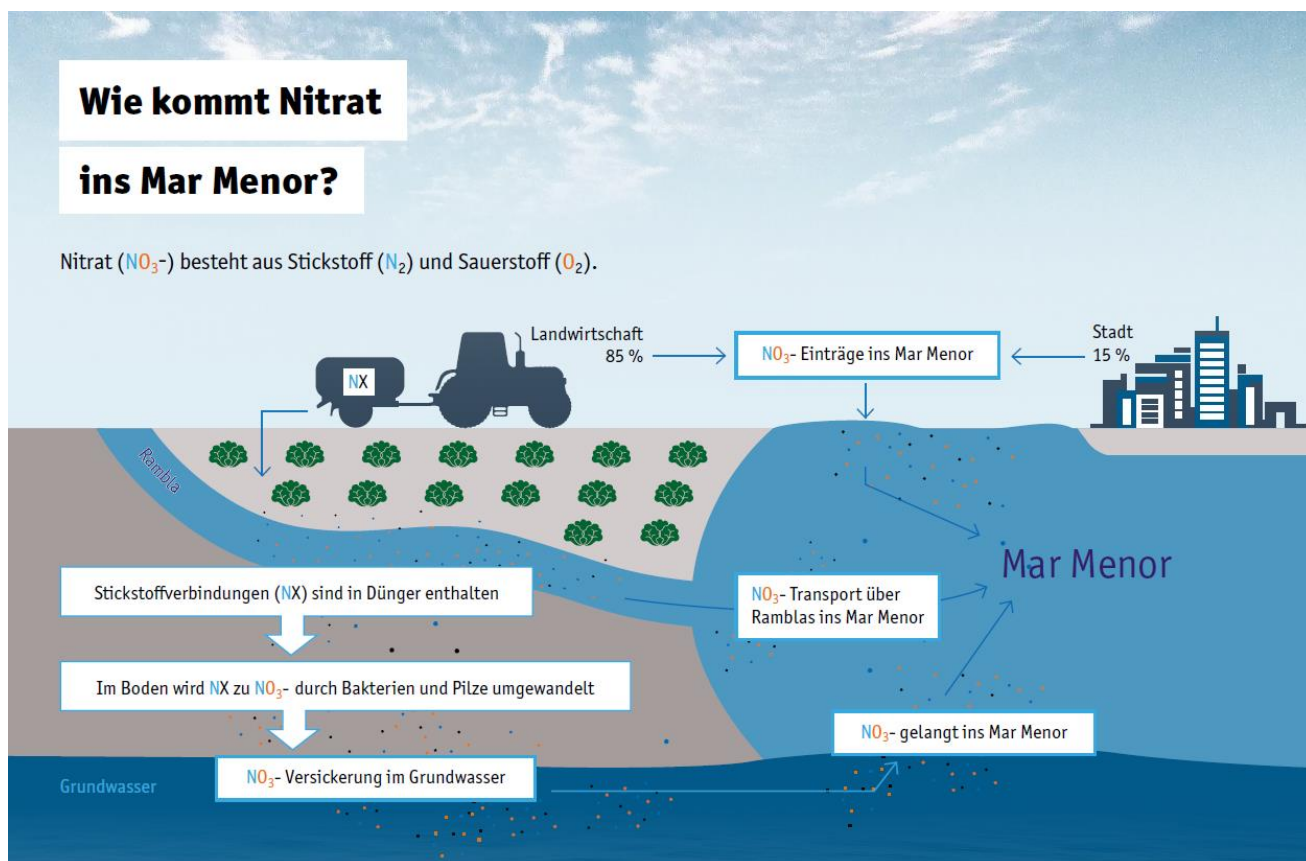 Wie kommt Nitrat
ins Mar Menor?
Nitrat (NO₃-) besteht aus Stickstoff (N₂) und Sauerstoff (O₂).
Landwirtschaft
85 %
NO₃- Einträge ins Mar Menor
Stadt
15 %
NX
Rambla
Mar Menor
Stickstoffverbindungen (NX) sind in Dünger enthalten
NO₃- Transport über
Ramblas ins Mar Menor
Im Boden wird NX zu NO₃- durch Bakterien und Pilze umgewandelt
NO₃- gelangt ins Mar Menor
NO₃- Versickerung im Grundwasser
Grundwasser